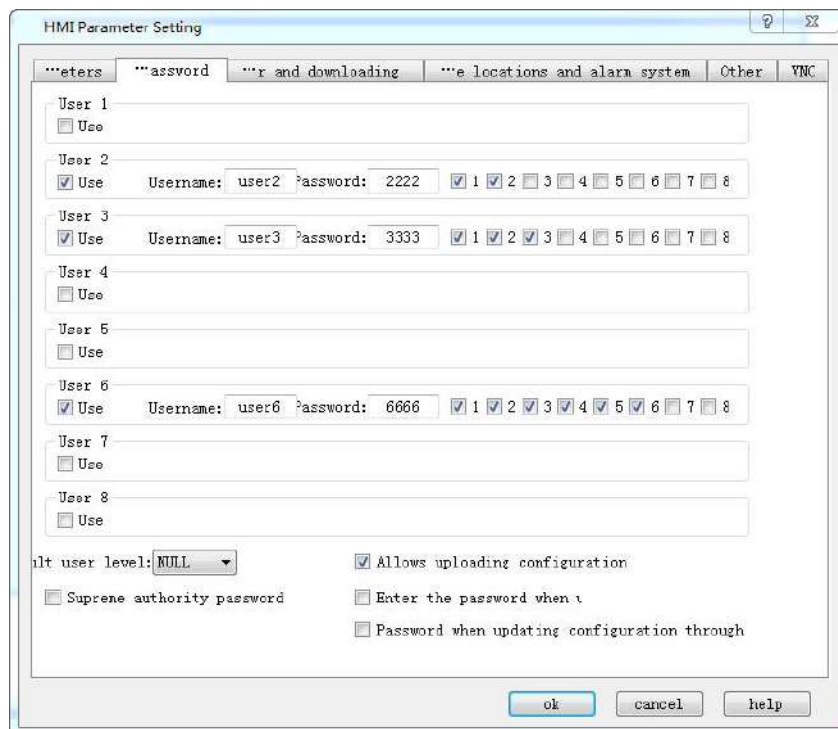 HMI Parameter Setting
···eters ···assword ···r and downloading ···e locations and alarm system Other VNC
User 1
Use
User 2
Use Username: user2 Password: 2222 1 2 3 4 5 6 7 8
User 3
Use Username: user3 Password: 3333 1 2 3 4 5 6 7 8
User 4
Use
User 5
Use
User 6
Use Username: user6 Password: 6666 1 2 3 4 5 6 7 8
User 7
Use
User 8
Use
ult user level: NULL Allows uploading configuration
Supreme authority password Enter the password when u
Password when updating configuration through
ok cancel help